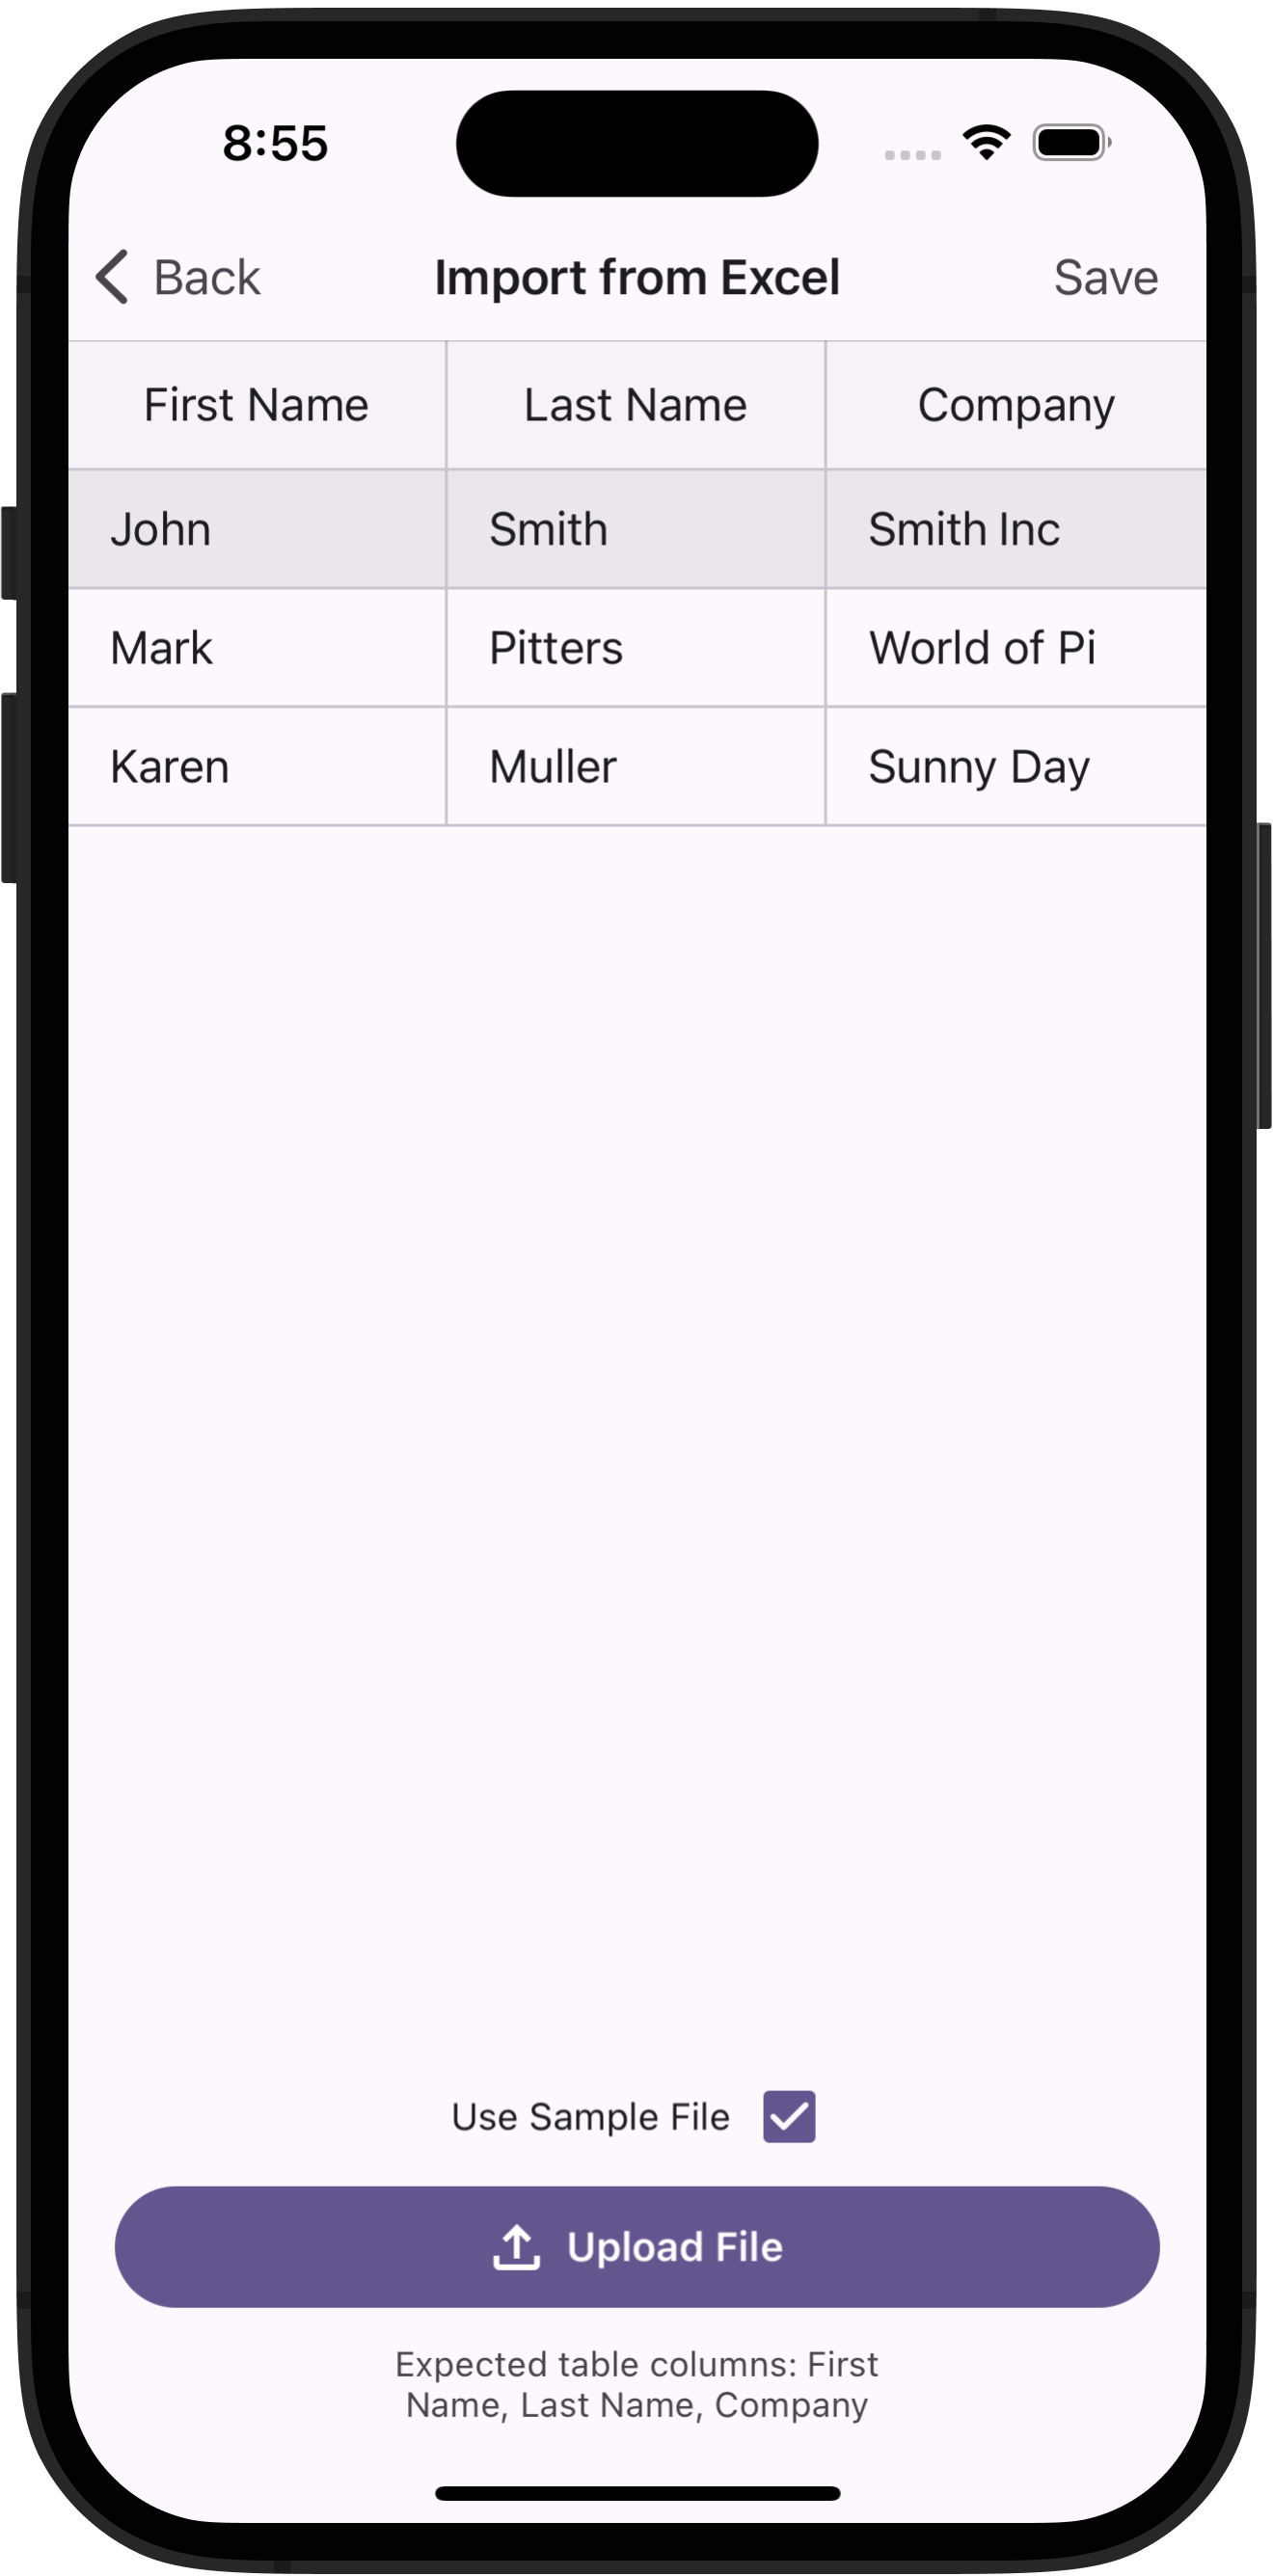 8:55
Back Import from Excel Save
First Name Last Name Company
John Smith Smith Inc
Mark Pitters World of Pi
Karen Muller Sunny Day
Use Sample File
Upload File
Expected table columns: First
Name, Last Name, Company